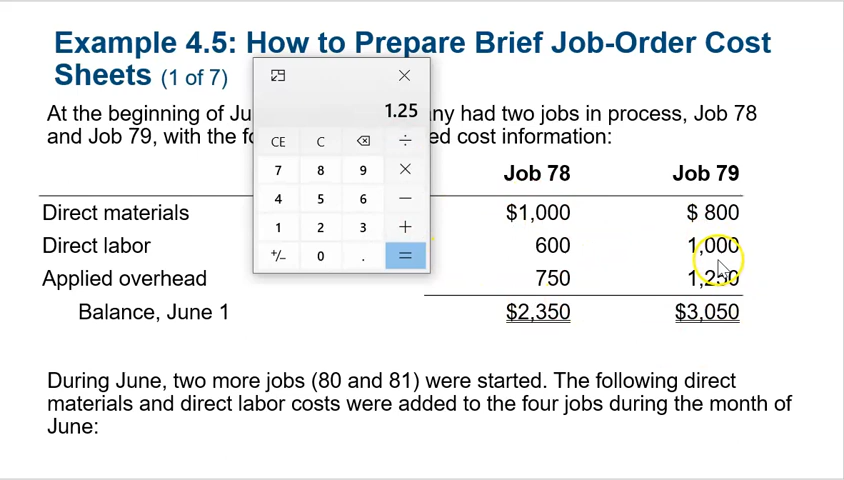 Example 4.5: How to Prepare Brief Job-Order Cost
Sheets (1 of 7)
At the beginning of Ju ny had two jobs in process, Job 78
and Job 79, with the fo ed cost information:
1.25
CE C ⌫ ÷
7 8 9 ×
4 5 6 −
1 2 3 +
+/− 0 . =
Job 78 Job 79
Direct materials $1,000 $ 800
Direct labor 600 1,000
Applied overhead 750 1,250
Balance, June 1 $2,350 $3,050
During June, two more jobs (80 and 81) were started. The following direct
materials and direct labor costs were added to the four jobs during the month of
June: